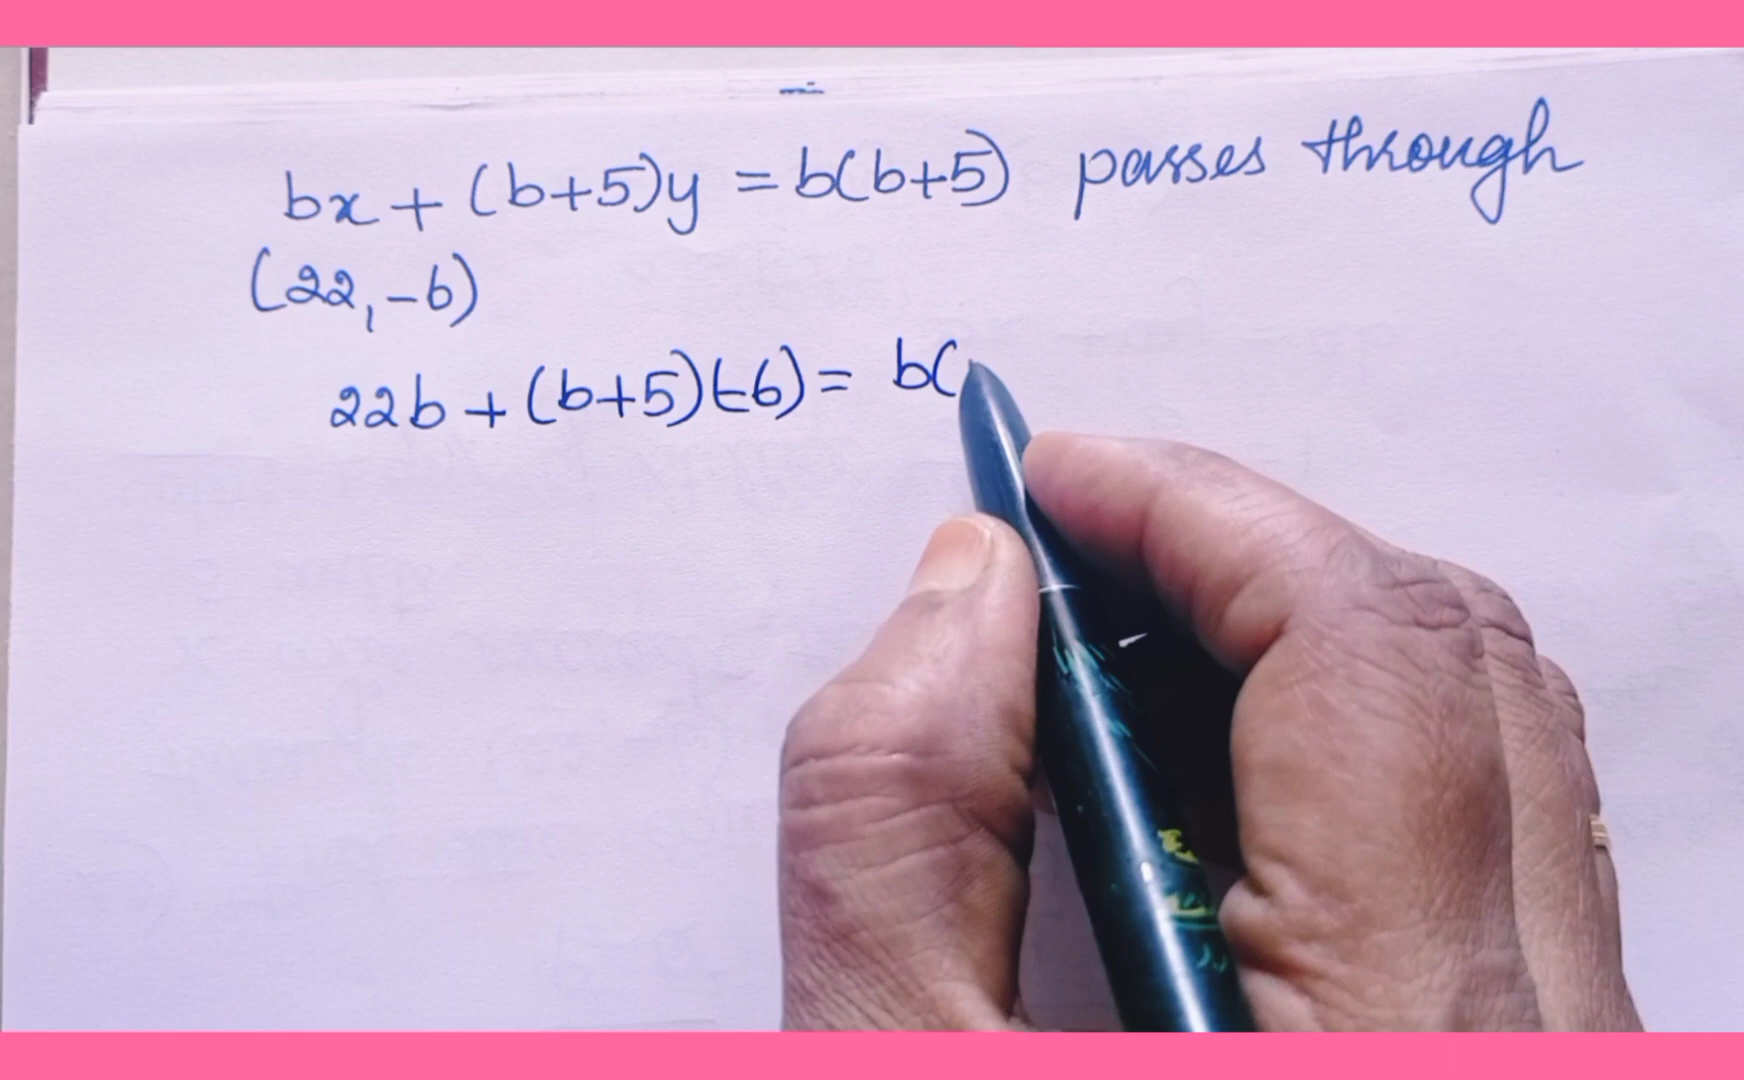 bx + (b+5)y = b(b+5) passes through
(22, -6)
22b + (b+5)(-6) = b(